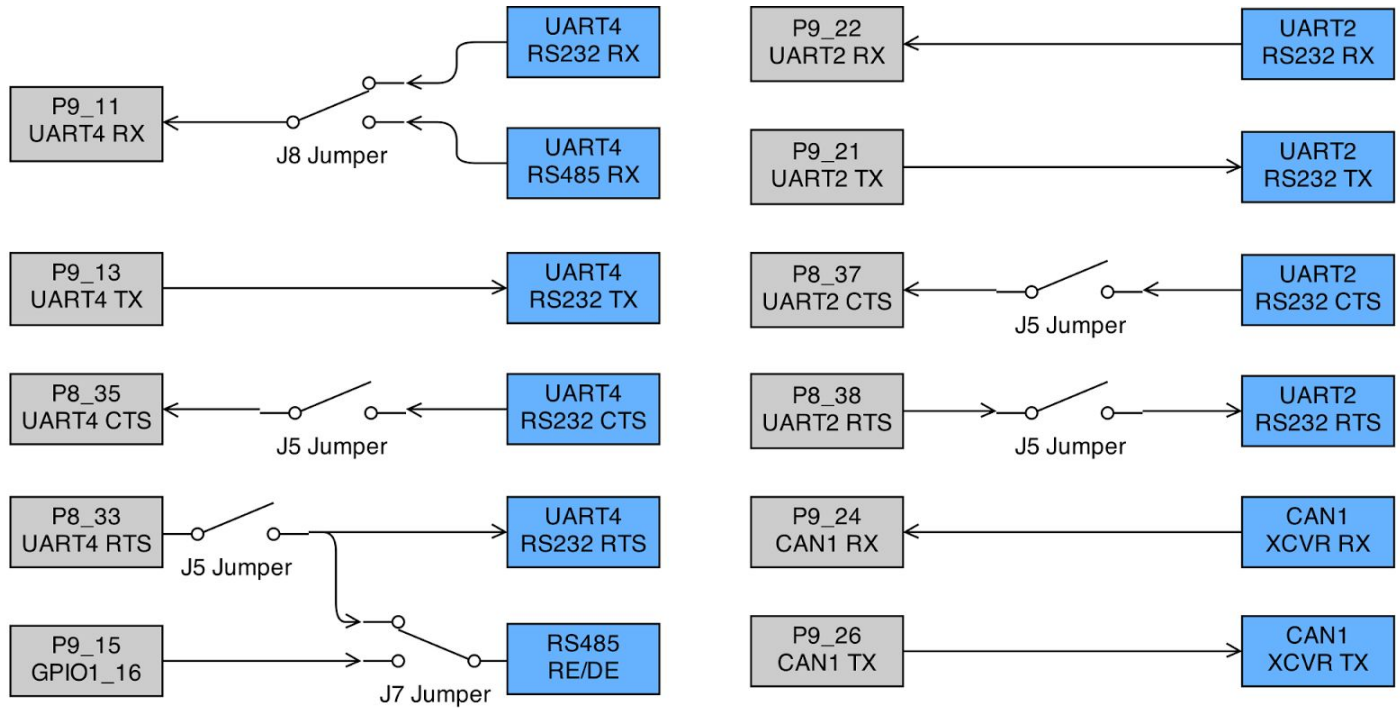 P9_11
UART4 RX
J8 Jumper
UART4
RS232 RX
UART4
RS485 RX
P9_13
UART4 TX
UART4
RS232 TX
P8_35
UART4 CTS
J5 Jumper
UART4
RS232 CTS
P8_33
UART4 RTS
J5 Jumper
UART4
RS232 RTS
P9_15
GPIO1_16
J7 Jumper
RS485
RE/DE
P9_22
UART2 RX
UART2
RS232 RX
P9_21
UART2 TX
UART2
RS232 TX
P8_37
UART2 CTS
J5 Jumper
UART2
RS232 CTS
P8_38
UART2 RTS
J5 Jumper
UART2
RS232 RTS
P9_24
CAN1 RX
CAN1
XCVR RX
P9_26
CAN1 TX
CAN1
XCVR TX